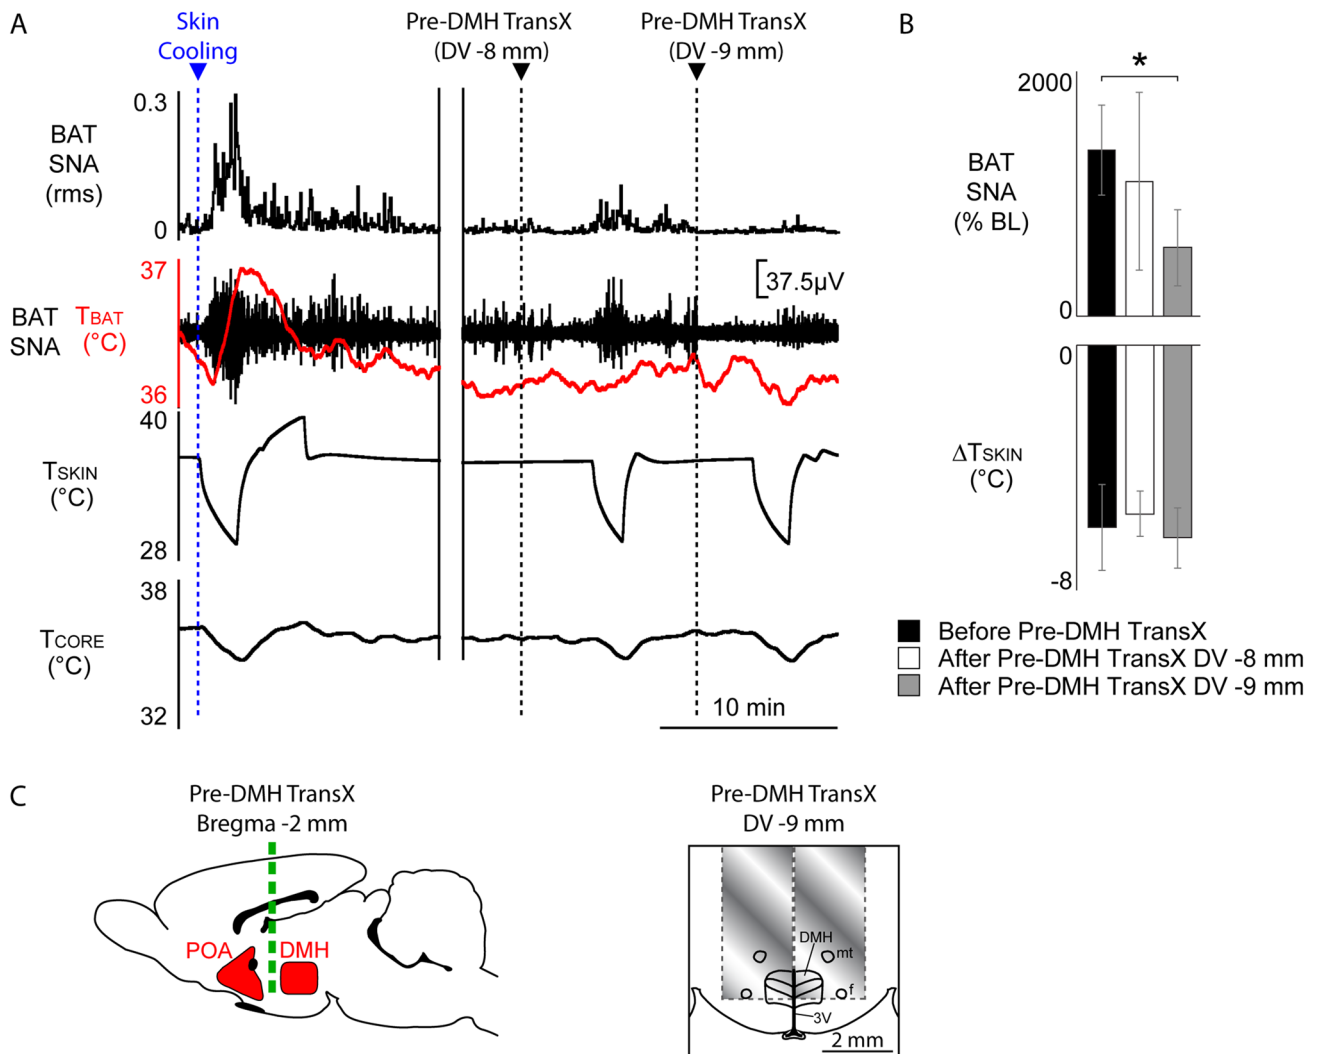 A
Skin
Cooling
Pre-DMH TransX
(DV -8 mm)
Pre-DMH TransX
(DV -9 mm)
BAT
SNA
(rms)
0.3
0
BAT
SNA
TBAT
(°C)
37
36
37.5µV
TSKIN
(°C)
40
28
TCORE
(°C)
38
32
10 min
B
*
BAT
SNA
(% BL)
2000
0
ΔTSKIN
(°C)
0
-8
Before Pre-DMH TransX
After Pre-DMH TransX DV -8 mm
After Pre-DMH TransX DV -9 mm
C
Pre-DMH TransX
Bregma -2 mm
POA
DMH
Pre-DMH TransX
DV -9 mm
DMH
mt
f
3V
2 mm